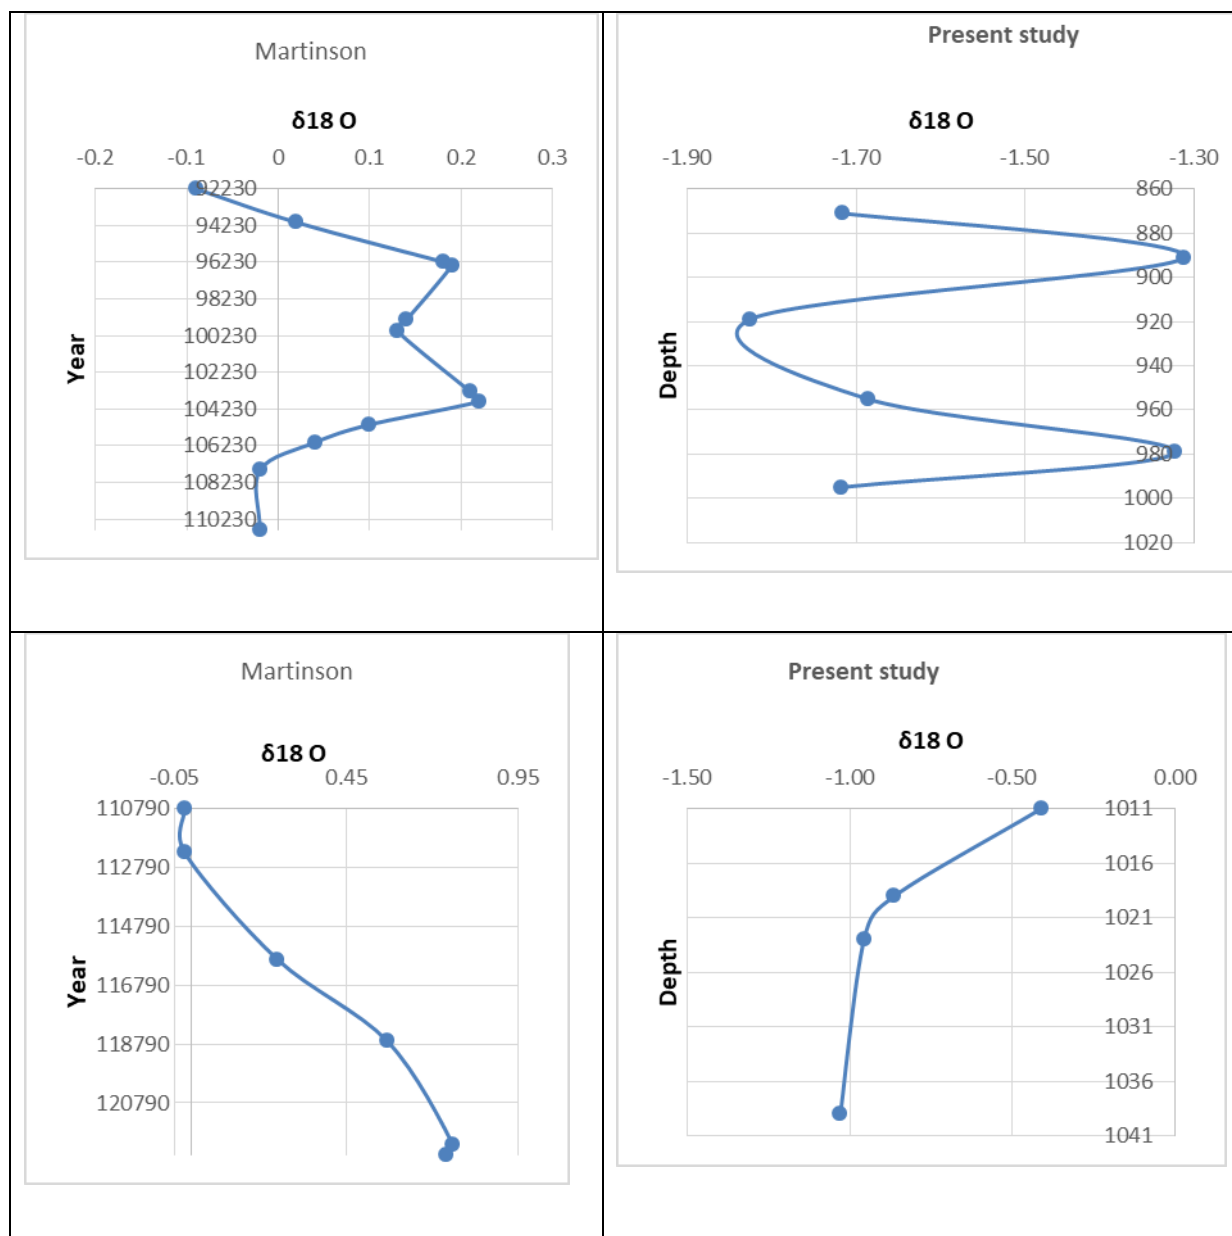 Martinson
δ18 O
-0.2 -0.1 0 0.1 0.2 0.3
Year
92230
94230
96230
98230
100230
102230
104230
106230
108230
110230
Present study
δ18 O
-1.90 -1.70 -1.50 -1.30
Depth
860
880
900
920
940
960
980
1000
1020
Martinson
δ18 O
-0.05 0.45 0.95
Year
110790
112790
114790
116790
118790
120790
Present study
δ18 O
-1.50 -1.00 -0.50 0.00
Depth
1011
1016
1021
1026
1031
1036
1041